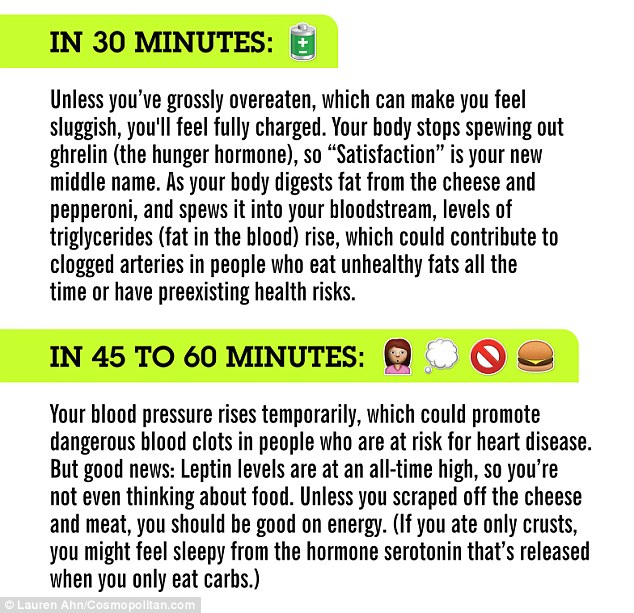 IN 30 MINUTES:
Unless you’ve grossly overeaten, which can make you feel
sluggish, you'll feel fully charged. Your body stops spewing out
ghrelin (the hunger hormone), so “Satisfaction” is your new
middle name. As your body digests fat from the cheese and
pepperoni, and spews it into your bloodstream, levels of
triglycerides (fat in the blood) rise, which could contribute to
clogged arteries in people who eat unhealthy fats all the
time or have preexisting health risks.
IN 45 TO 60 MINUTES:
Your blood pressure rises temporarily, which could promote
dangerous blood clots in people who are at risk for heart disease.
But good news: Leptin levels are at an all-time high, so you’re
not even thinking about food. Unless you scraped off the cheese
and meat, you should be good on energy. (If you ate only crusts,
you might feel sleepy from the hormone serotonin that’s released
when you only eat carbs.)
© Lauren Ahn/Cosmopolitan.com